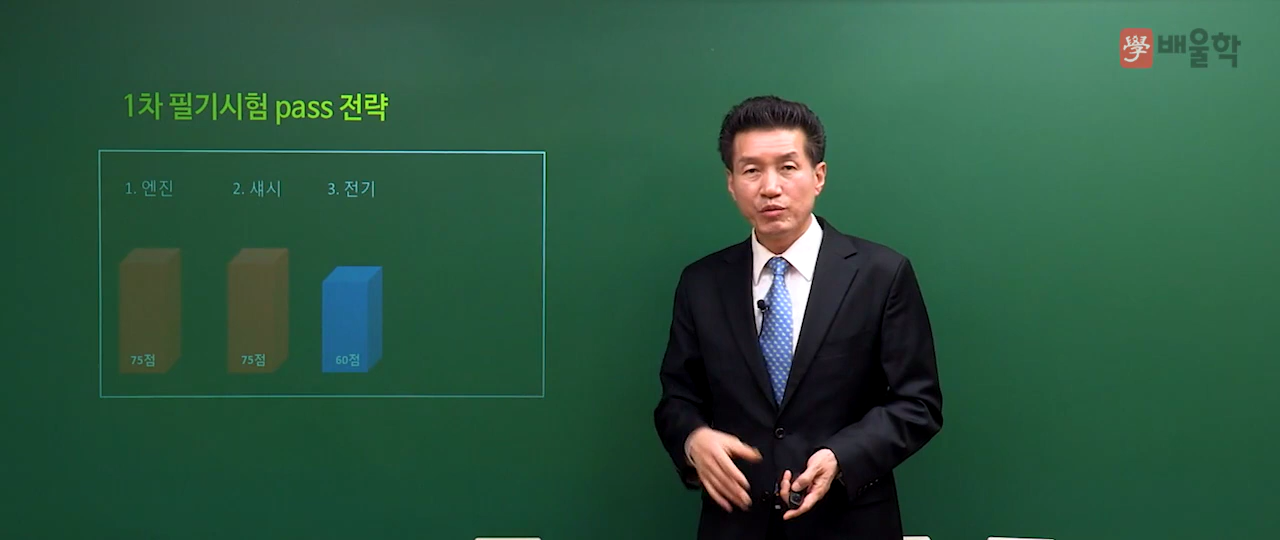 學 배울학
1차 필기시험 pass 전략
1. 엔진 2. 섀시 3. 전기
75점 75점 60점